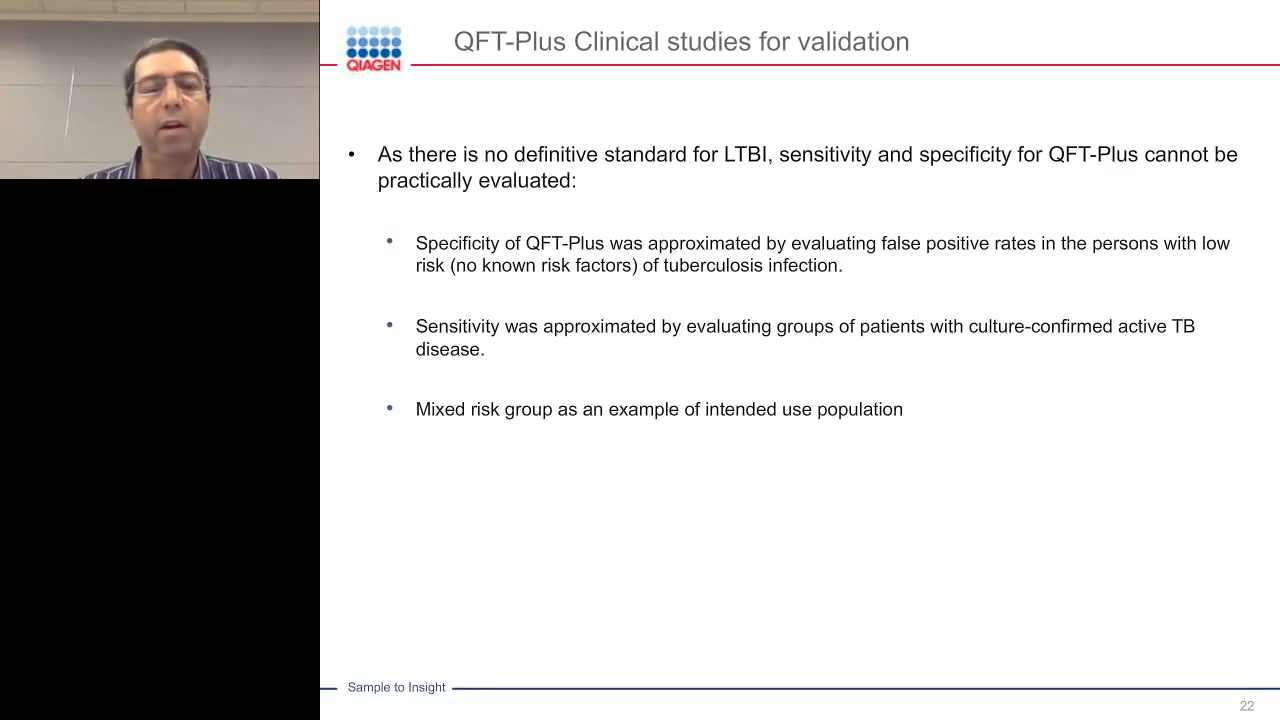 QIAGEN
QFT-Plus Clinical studies for validation
• As there is no definitive standard for LTBI, sensitivity and specificity for QFT-Plus cannot be
practically evaluated:
• Specificity of QFT-Plus was approximated by evaluating false positive rates in the persons with low
risk (no known risk factors) of tuberculosis infection.
• Sensitivity was approximated by evaluating groups of patients with culture-confirmed active TB
disease.
• Mixed risk group as an example of intended use population
Sample to Insight
22